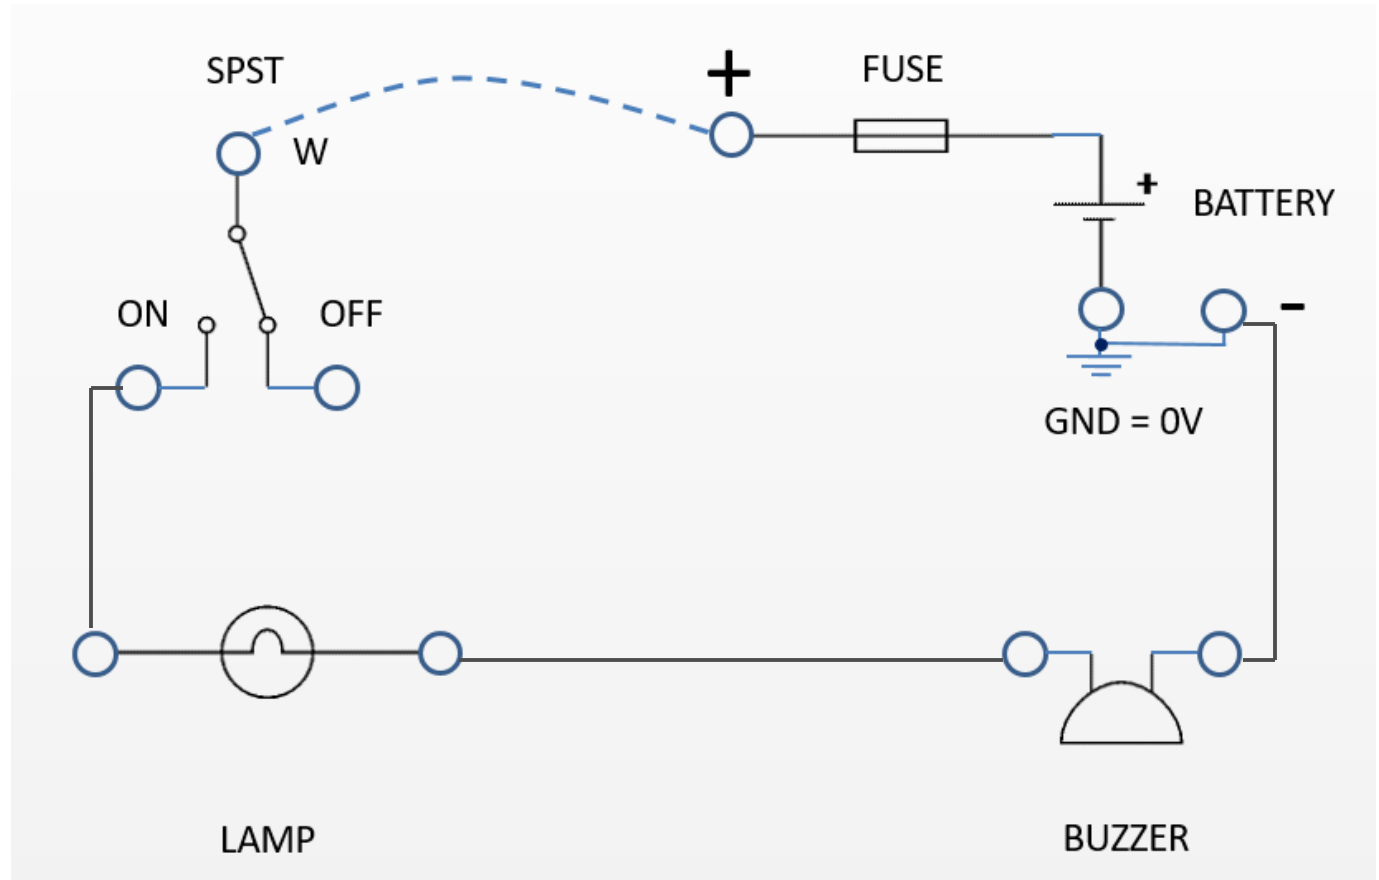 SPST
+
FUSE
W
+
BATTERY
ON
OFF
-
GND = 0V
LAMP
BUZZER